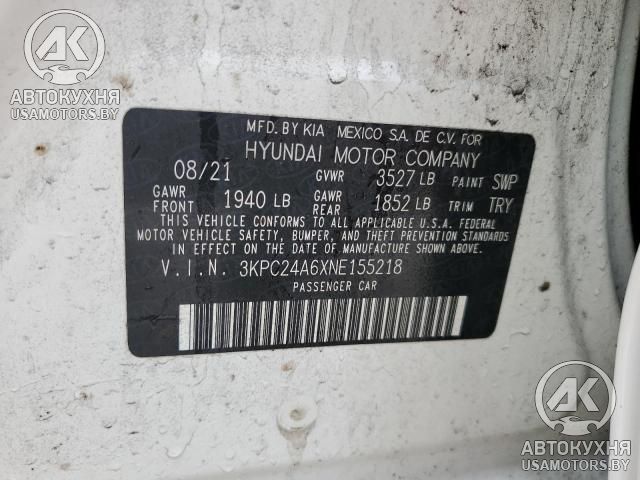 AK
АВТОКУХНЯ
USAMOTORS.BY
MFD. BY KIA MEXICO S.A. DE C.V. FOR
HYUNDAI MOTOR COMPANY
08/21 GVWR 3527 LB PAINT SWP
GAWR FRONT 1940 LB GAWR REAR 1852 LB TRIM TRY
THIS VEHICLE CONFORMS TO ALL APPLICABLE U.S.A. FEDERAL
MOTOR VEHICLE SAFETY, BUMPER, AND THEFT PREVENTION STANDARDS
IN EFFECT ON THE DATE OF MANUFACTURE SHOWN ABOVE.
V.I.N. 3KPC24A6XNE155218
PASSENGER CAR
AK
АВТОКУХНЯ
USAMOTORS.BY